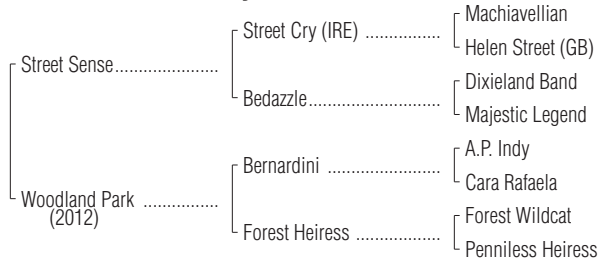 Machiavellian
Street Cry (IRE) ................
Helen Street (GB)
Street Sense......................
Dixieland Band
Bedazzle............................
Majestic Legend
A.P. Indy
Bernardini ........................
Cara Rafaela
Woodland Park ................
(2012)
Forest Wildcat
Forest Heiress ..................
Penniless Heiress